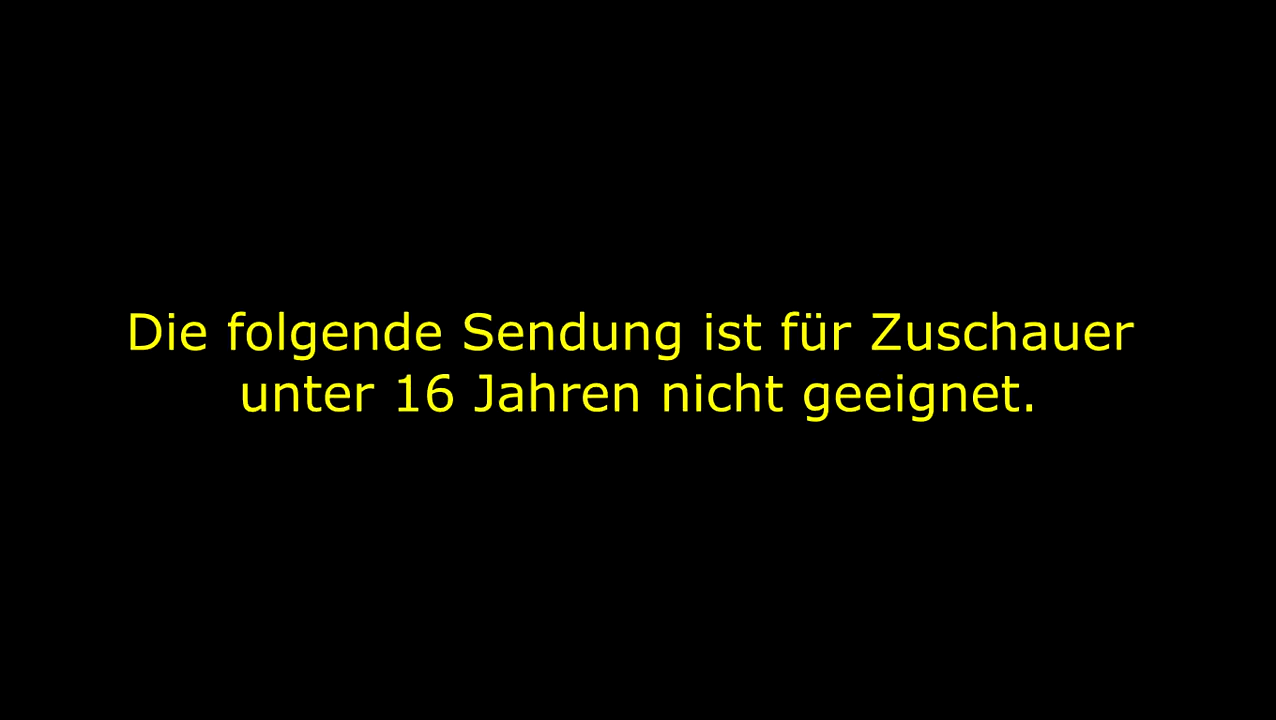 Die folgende Sendung ist für Zuschauer
unter 16 Jahren nicht geeignet.